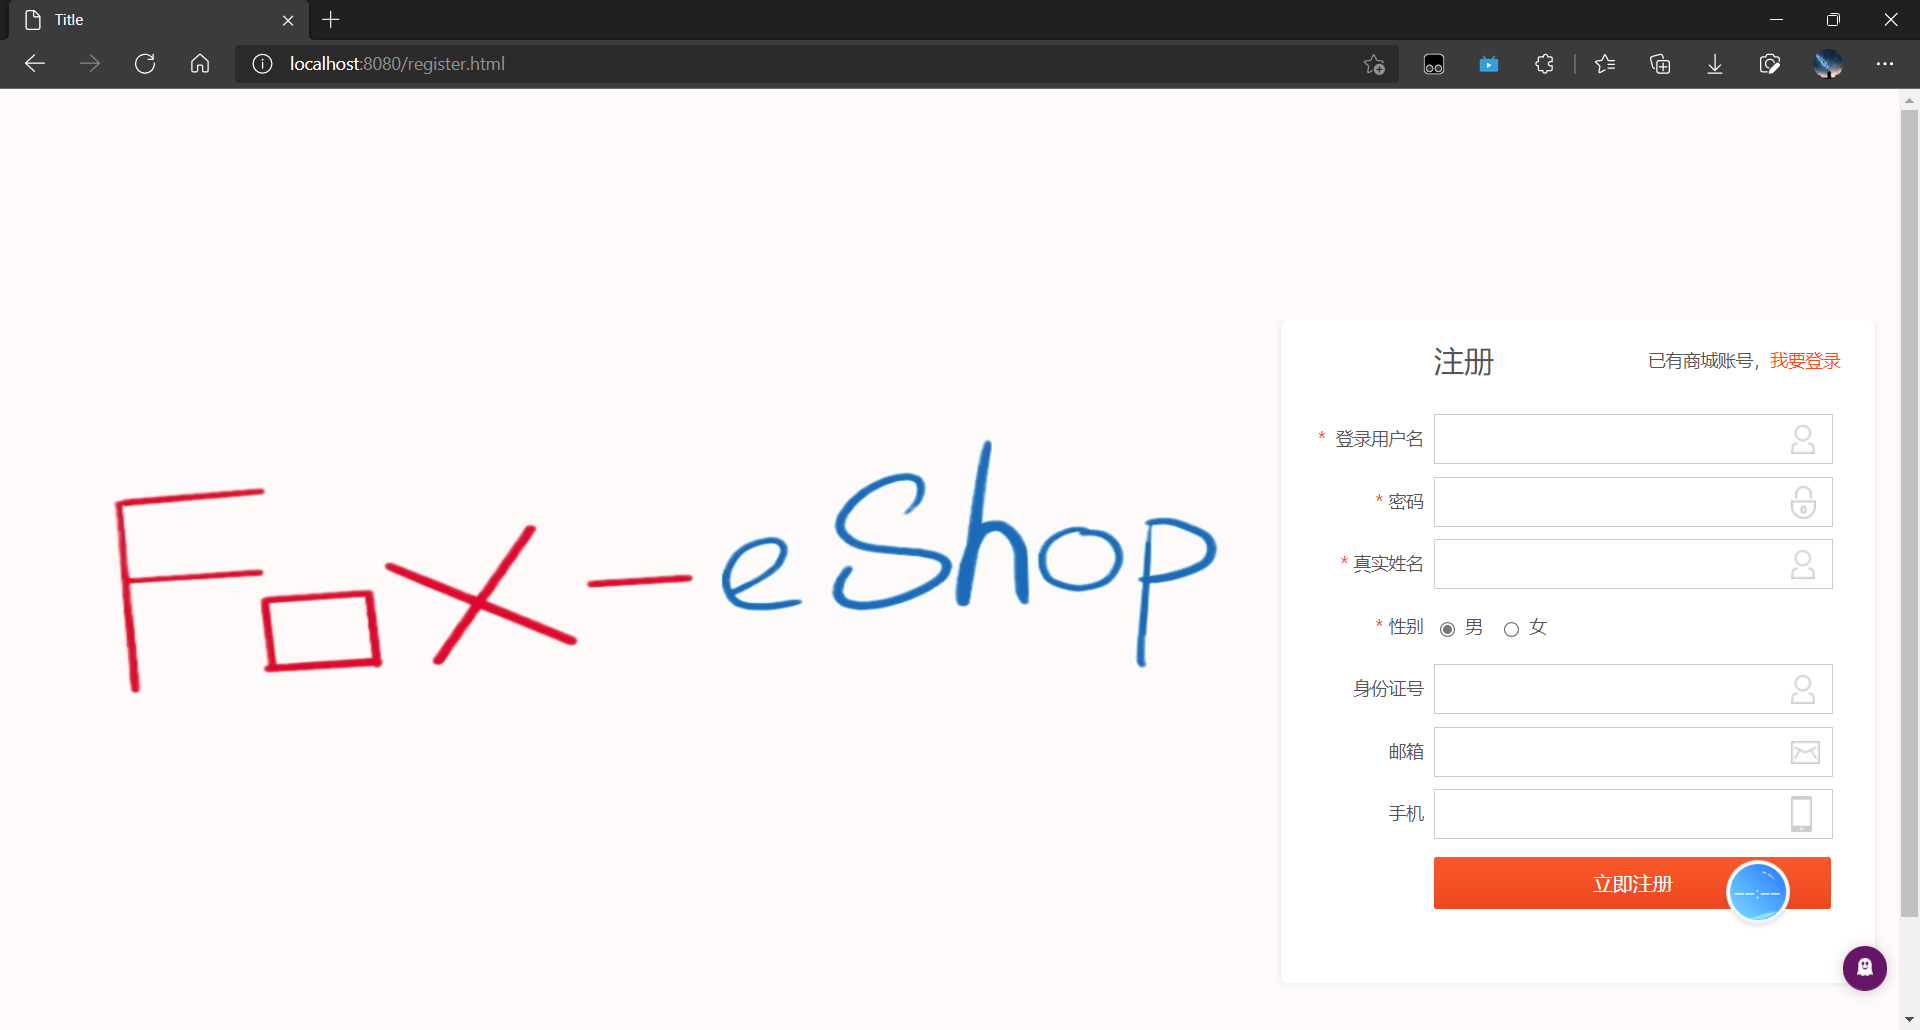 Title
localhost:8080/register.html
注册
已有商城账号，我要登录
* 登录用户名
* 密码
* 真实姓名
Fox-eShop
* 性别 男 女
身份证号
邮箱
手机
立即注册